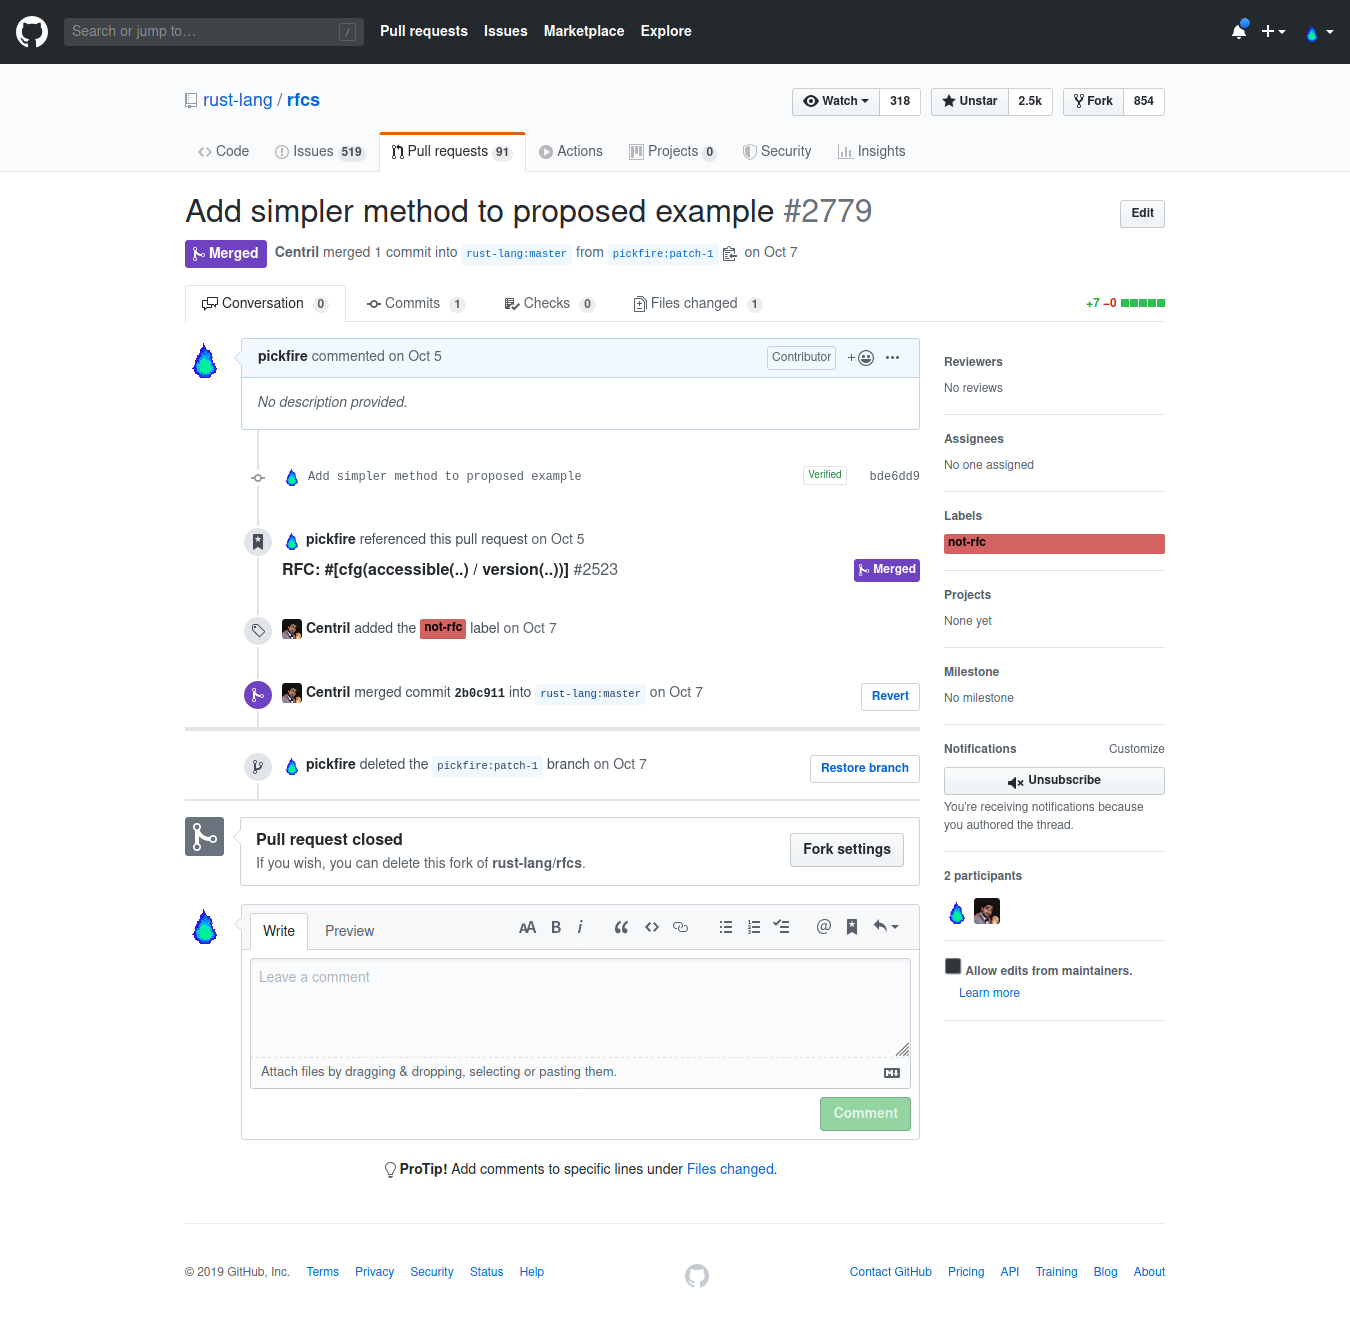 Search or jump to…
/
Pull requests Issues Marketplace Explore
rust-lang / rfcs
Watch 318 Unstar 2.5k Fork 854
Code Issues 519 Pull requests 91 Actions Projects 0 Security Insights
Add simpler method to proposed example #2779
Edit
Merged Centril merged 1 commit into rust-lang:master from pickfire:patch-1 on Oct 7
Conversation 0 Commits 1 Checks 0 Files changed 1 +7 −0
pickfire commented on Oct 5 Contributor +
No description provided.
Add simpler method to proposed example Verified bde6dd9
pickfire referenced this pull request on Oct 5
RFC: #[cfg(accessible(..) / version(..))] #2523 Merged
Centril added the not-rfc label on Oct 7
Centril merged commit 2b0c911 into rust-lang:master on Oct 7 Revert
pickfire deleted the pickfire:patch-1 branch on Oct 7 Restore branch
Pull request closed
If you wish, you can delete this fork of rust-lang/rfcs.
Fork settings
Write Preview AA B i
Leave a comment
Attach files by dragging & dropping, selecting or pasting them.
Comment
ProTip! Add comments to specific lines under Files changed.
Reviewers
No reviews
Assignees
No one assigned
Labels
not-rfc
Projects
None yet
Milestone
No milestone
Notifications Customize
Unsubscribe
You're receiving notifications because
you authored the thread.
2 participants
Allow edits from maintainers.
Learn more
© 2019 GitHub, Inc. Terms Privacy Security Status Help
Contact GitHub Pricing API Training Blog About